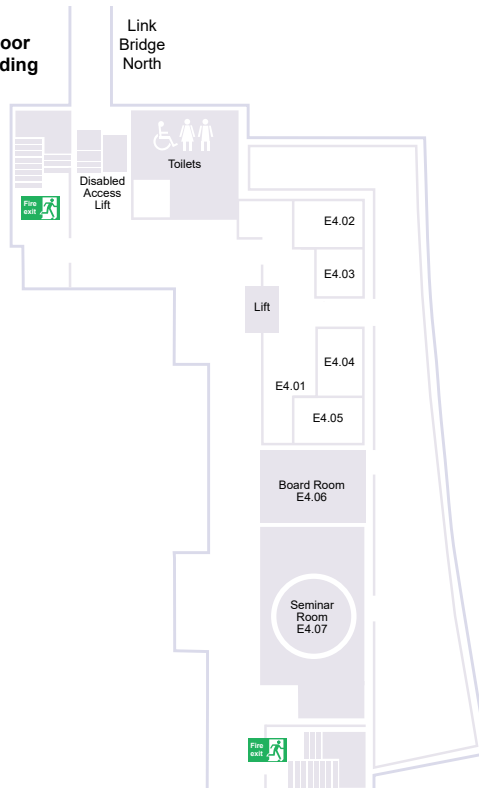 Link
Bridge
North
oor
ding
Toilets
Disabled
Access
Lift
Fire
exit
E4.02
E4.03
Lift
E4.04
E4.01
E4.05
Board Room
E4.06
Seminar
Room
E4.07
Fire
exit